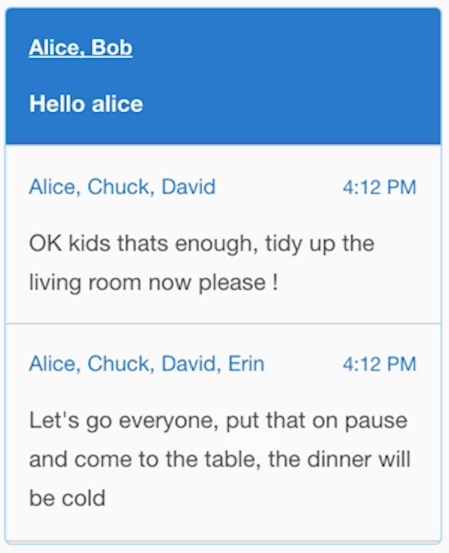 Alice, Bob
Hello alice
Alice, Chuck, David 4:12 PM
OK kids thats enough, tidy up the
living room now please !
Alice, Chuck, David, Erin 4:12 PM
Let's go everyone, put that on pause
and come to the table, the dinner will
be cold